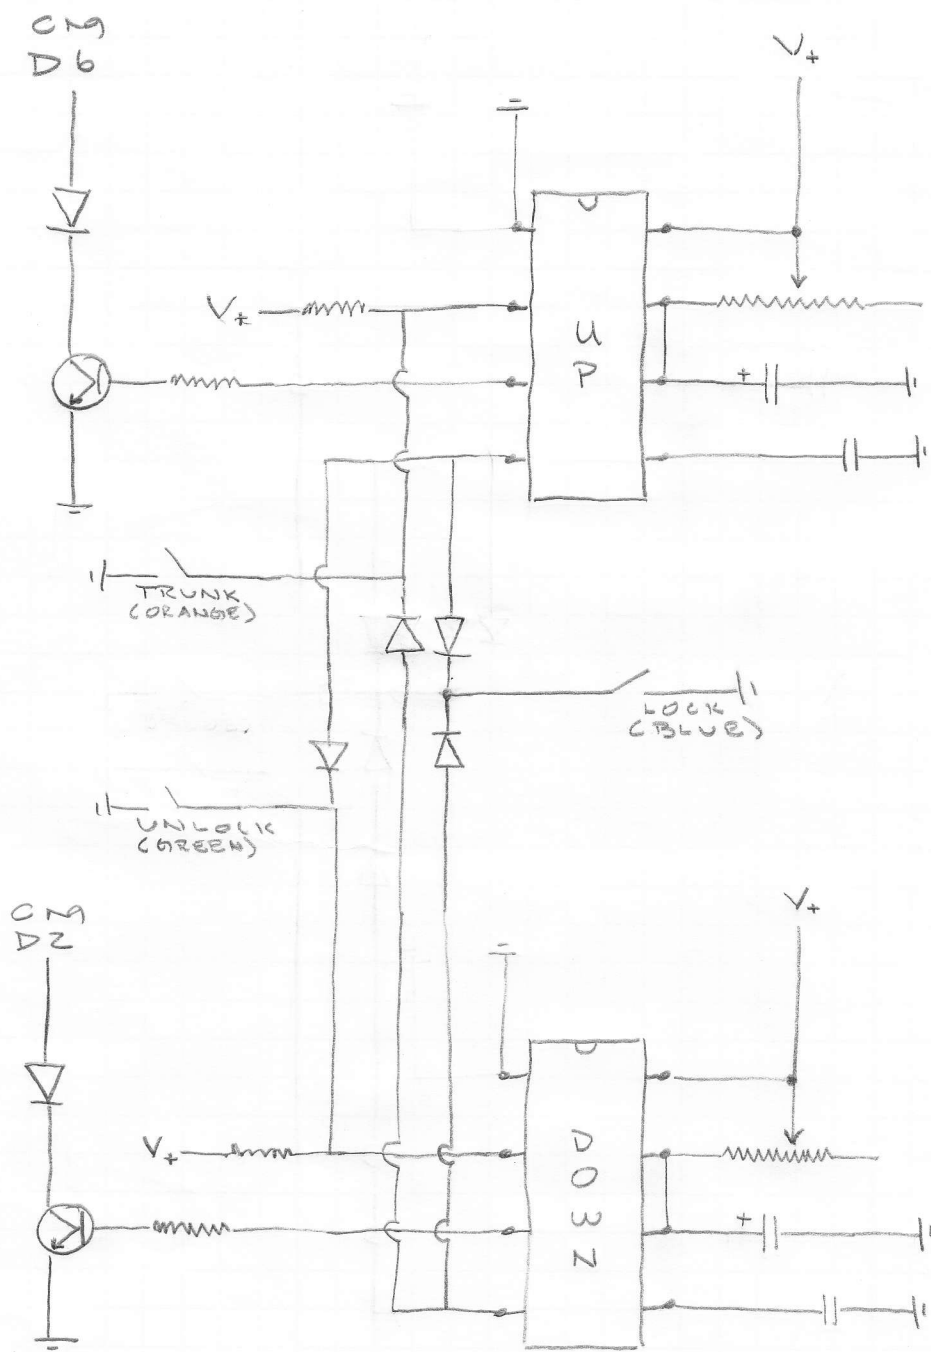 CM
D6
V+
V+
U
P
TRUNK
(ORANGE)
LOCK
(BLUE)
UNLOCK
(GREEN)
CM
D2
V+
V+
D
O
W
N